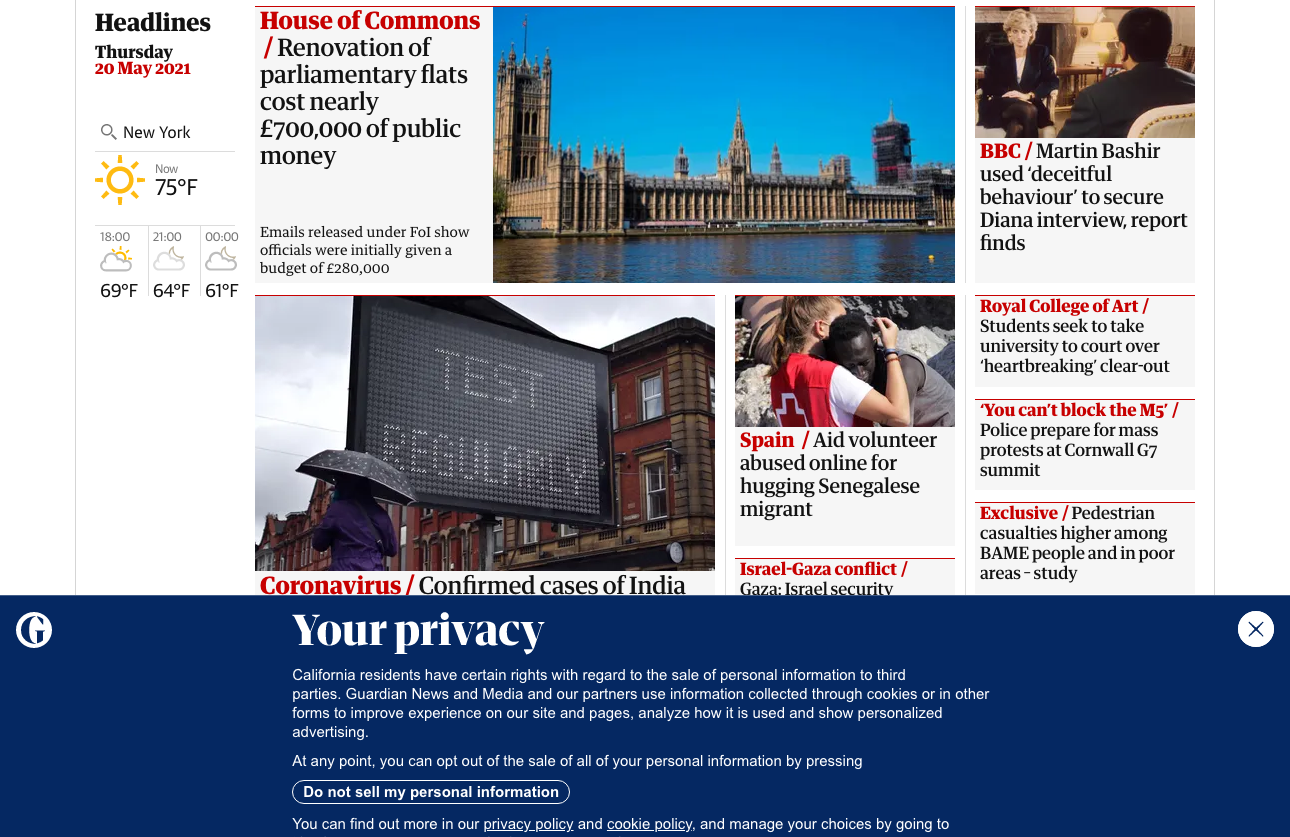 Headlines
Thursday
20 May 2021
New York
Now
75°F
18:00
21:00
00:00
69°F
64°F
61°F
House of Commons
/ Renovation of
parliamentary flats
cost nearly
£700,000 of public
money
Emails released under FoI show
officials were initially given a
budget of £280,000
BBC / Martin Bashir
used ‘deceitful
behaviour’ to secure
Diana interview, report
finds
TEST
REGULARLY
Coronavirus / Confirmed cases of India
Spain / Aid volunteer
abused online for
hugging Senegalese
migrant
Israel-Gaza conflict /
Gaza: Israel security
Royal College of Art /
Students seek to take
university to court over
‘heartbreaking’ clear-out
‘You can’t block the M5’ /
Police prepare for mass
protests at Cornwall G7
summit
Exclusive / Pedestrian
casualties higher among
BAME people and in poor
areas – study
G
Your privacy
California residents have certain rights with regard to the sale of personal information to third
parties. Guardian News and Media and our partners use information collected through cookies or in other
forms to improve experience on our site and pages, analyze how it is used and show personalized
advertising.
At any point, you can opt out of the sale of all of your personal information by pressing
Do not sell my personal information
You can find out more in our privacy policy and cookie policy, and manage your choices by going to